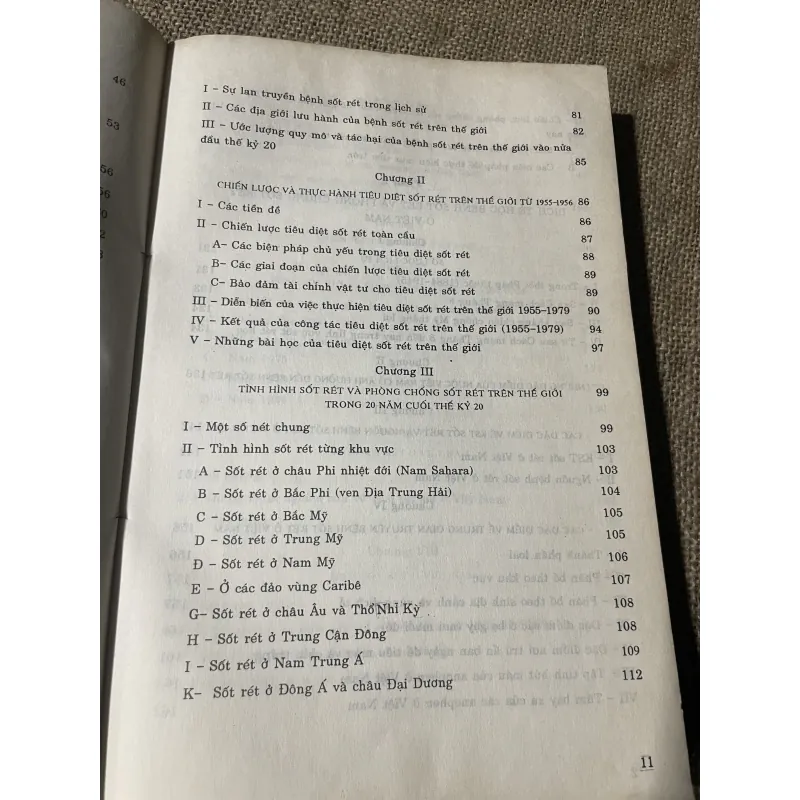 46
53
56
56
0
2
4
I – Sự lan truyền bệnh sốt rét trong lịch sử 81
II – Các địa giới lưu hành của bệnh sốt rét trên thế giới 82
III – Ước lượng quy mô và tác hại của bệnh sốt rét trên thế giới vào nửa
đầu thế kỷ 20 85
Chương II
CHIẾN LƯỢC VÀ THỰC HÀNH TIÊU DIỆT SỐT RÉT TRÊN THẾ GIỚI TỪ 1955-1956 86
I – Các tiền đề 86
II – Chiến lược tiêu diệt sốt rét toàn cầu 87
A– Các biện pháp chủ yếu trong tiêu diệt sốt rét 88
B– Các giai đoạn của chiến lược tiêu diệt sốt rét 89
C– Bảo đảm tài chính vật tư cho tiêu diệt sốt rét 89
III – Diễn biến của việc thực hiện tiêu diệt sốt rét trên thế giới 1955–1979 90
IV – Kết quả của công tác tiêu diệt sốt rét trên thế giới (1955–1979) 94
V – Những bài học của tiêu diệt sốt rét trên thế giới 97
Chương III
TÌNH HÌNH SỐT RÉT VÀ PHÒNG CHỐNG SỐT RÉT TRÊN THẾ GIỚI 99
TRONG 20 NĂM CUỐI THẾ KỶ 20
I – Một số nét chung 99
II – Tình hình sốt rét từng khu vực 103
A – Sốt rét ở châu Phi nhiệt đới (Nam Sahara) 103
B – Sốt rét ở Bắc Phi (ven Địa Trung Hải) 104
C – Sốt rét ở Bắc Mỹ 105
D – Sốt rét ở Trung Mỹ 105
Đ – Sốt rét ở Nam Mỹ 106
E – Ở các đảo vùng Caribê 107
G– Sốt rét ở châu Âu và Thổ Nhĩ Kỳ 108
H – Sốt rét ở Trung Cận Đông 108
I – Sốt rét ở Nam Trung Á 109
K– Sốt rét ở Đông Á và châu Đại Dương 112
11